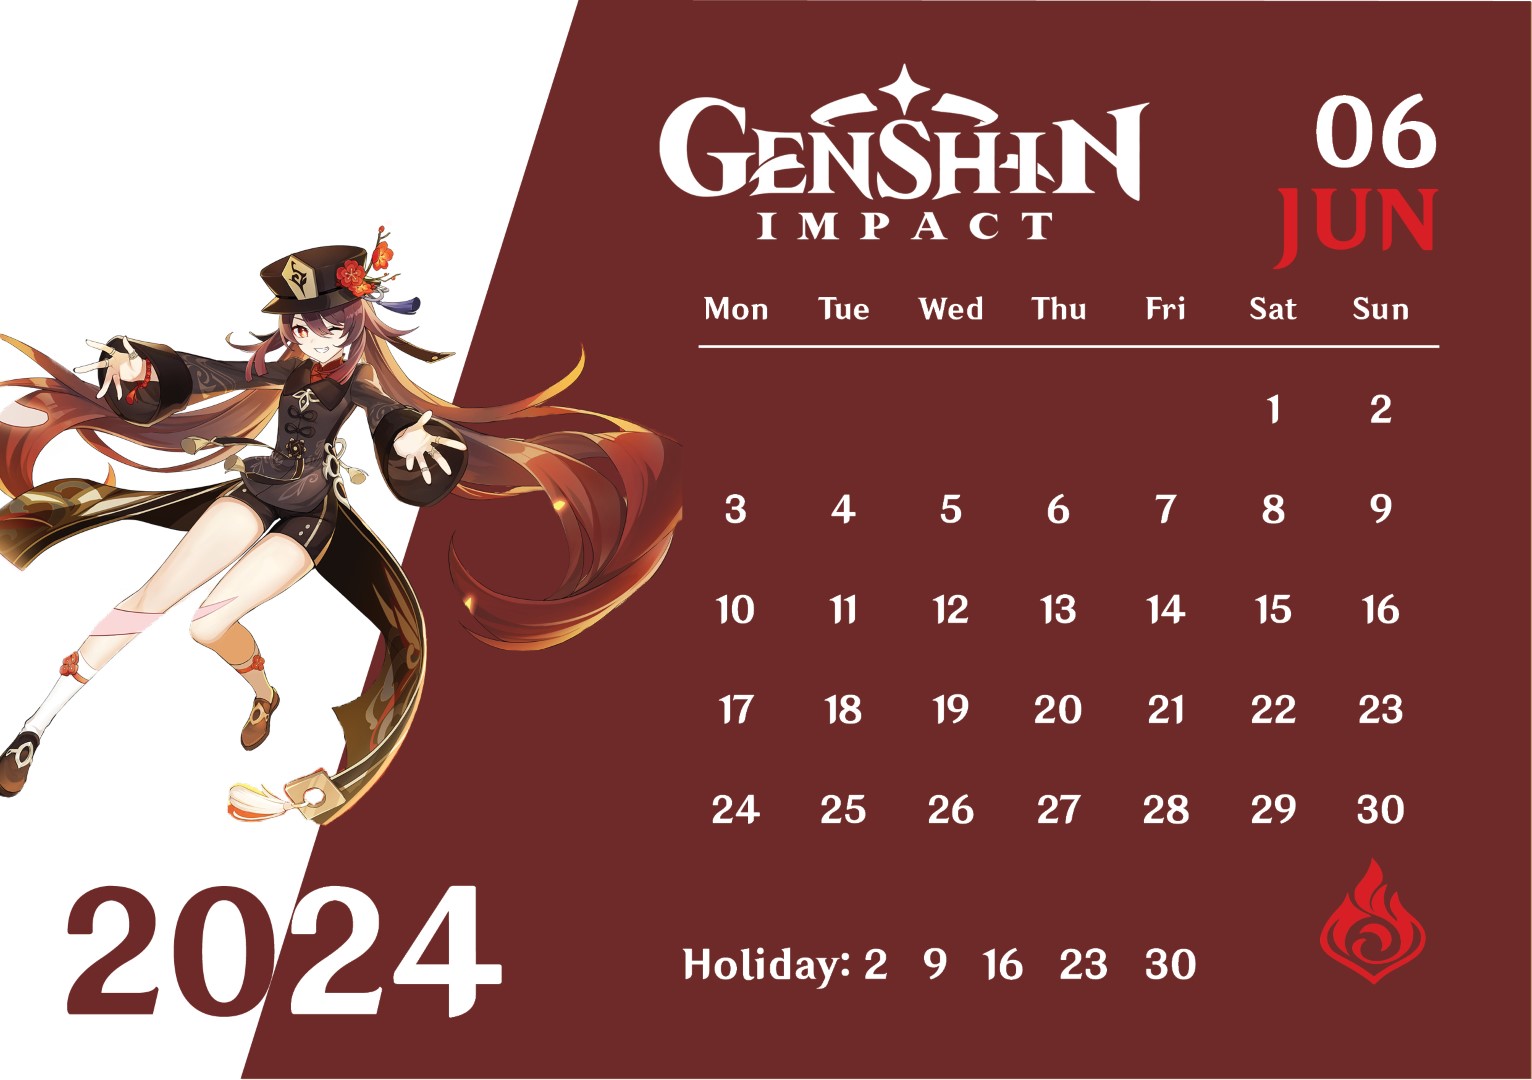 GENSHIN
IMPACT
06
JUN
Mon Tue Wed Thu Fri Sat Sun
1 2
3 4 5 6 7 8 9
10 11 12 13 14 15 16
17 18 19 20 21 22 23
24 25 26 27 28 29 30
Holiday: 2 9 16 23 30
2024